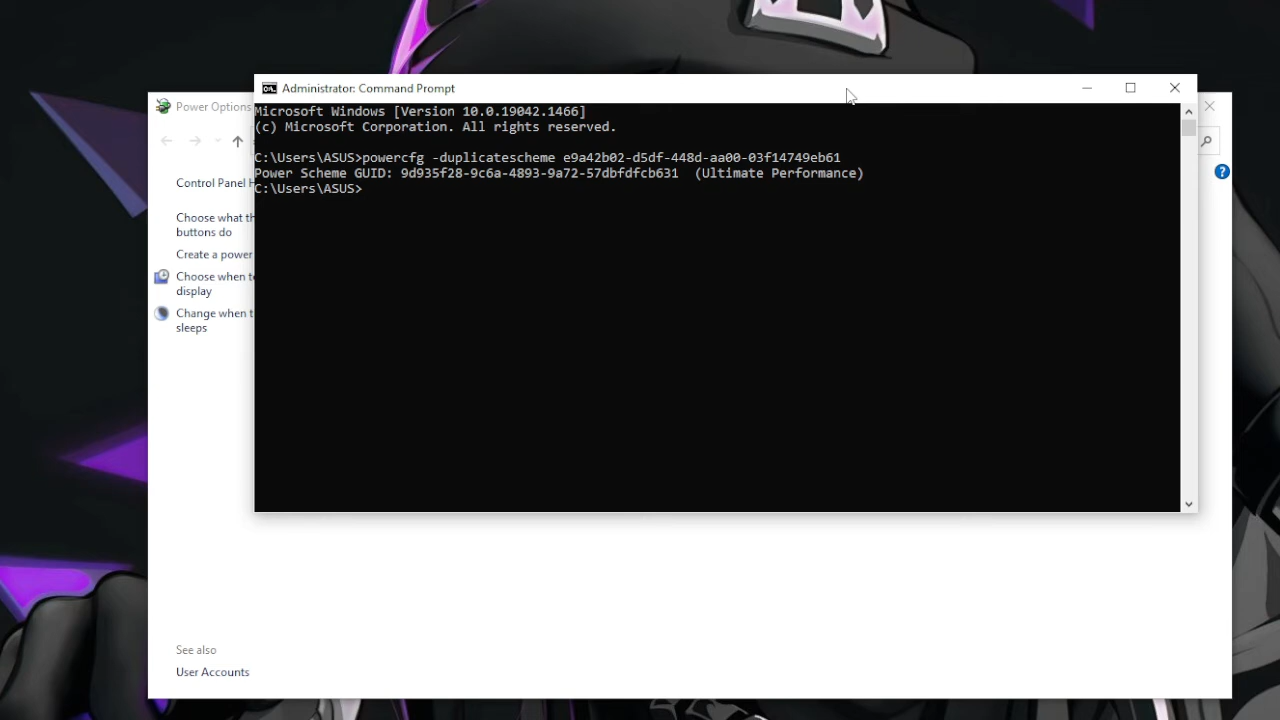 Administrator: Command Prompt
Power Options
Microsoft Windows [Version 10.0.19042.1466]
(c) Microsoft Corporation. All rights reserved.
C:\Users\ASUS>powercfg -duplicatescheme e9a42b02-d5df-448d-aa00-03f14749eb61
Power Scheme GUID: 9d935f28-9c6a-4893-9a72-57dbfdfcb631 (Ultimate Performance)
C:\Users\ASUS>
Control Panel
Choose what
buttons do
Create a power
Choose when
display
Change when
sleeps
See also
User Accounts